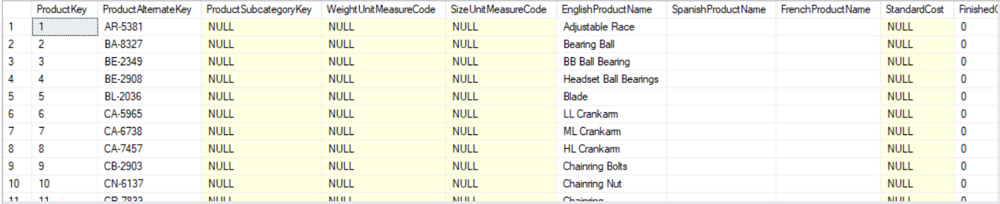 ProductKey ProductAlternateKey ProductSubcategoryKey WeightUnitMeasureCode SizeUnitMeasureCode EnglishProductName SpanishProductName FrenchProductName StandardCost Finished
1 1 AR-5381 NULL NULL NULL Adjustable Race NULL 0
2 2 BA-8327 NULL NULL NULL Bearing Ball NULL 0
3 3 BE-2349 NULL NULL NULL BB Ball Bearing NULL 0
4 4 BE-2908 NULL NULL NULL Headset Ball Bearings NULL 0
5 5 BL-2036 NULL NULL NULL Blade NULL 0
6 6 CA-5965 NULL NULL NULL LL Crankarm NULL 0
7 7 CA-6738 NULL NULL NULL ML Crankarm NULL 0
8 8 CA-7457 NULL NULL NULL HL Crankarm NULL 0
9 9 CB-2903 NULL NULL NULL Chainring Bolts NULL 0
10 10 CN-6137 NULL NULL NULL Chainring Nut NULL 0
11 11 CR-7833 NULL NULL NULL Chainring NULL 0